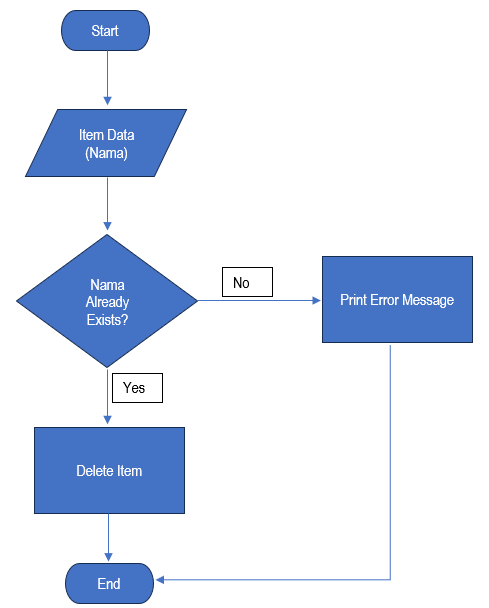 Start
Item Data
(Nama)
Nama
Already
Exists?
No
Print Error Message
Yes
Delete Item
End